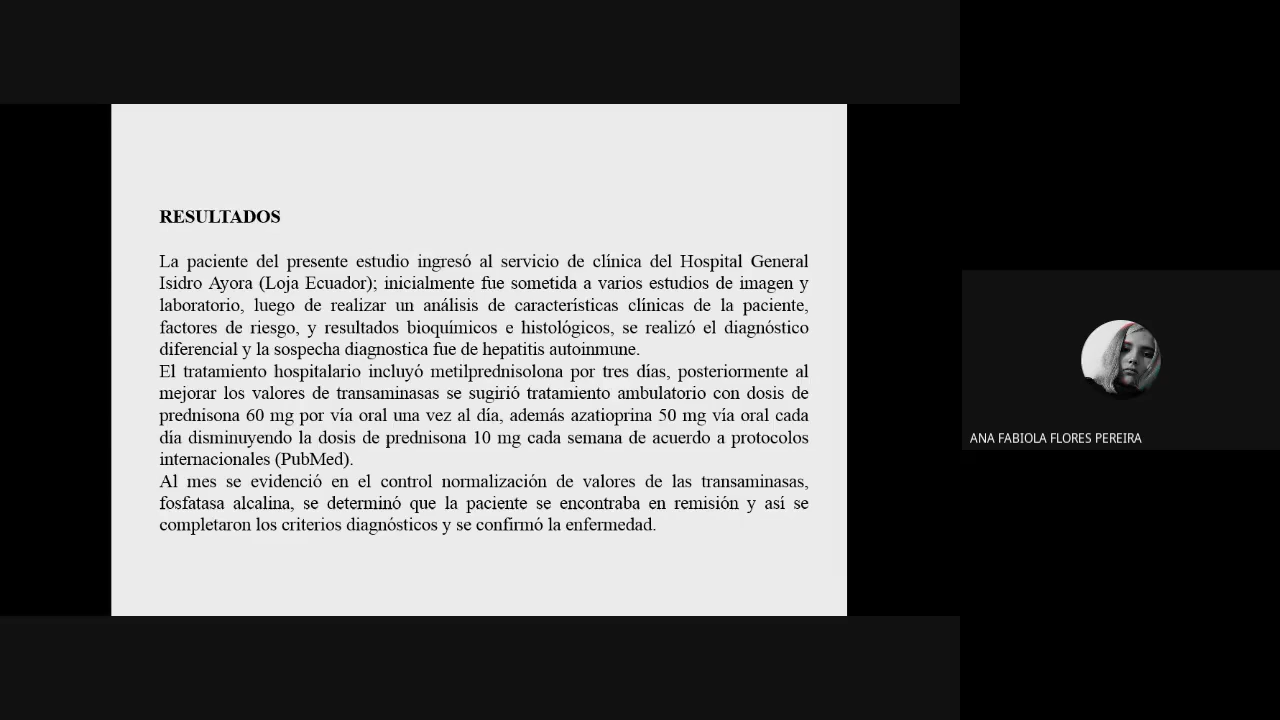 RESULTADOS
La paciente del presente estudio ingresó al servicio de clínica del Hospital General
Isidro Ayora (Loja Ecuador); inicialmente fue sometida a varios estudios de imagen y
laboratorio, luego de realizar un análisis de características clínicas de la paciente,
factores de riesgo, y resultados bioquímicos e histológicos, se realizó el diagnóstico
diferencial y la sospecha diagnostica fue de hepatitis autoinmune.
El tratamiento hospitalario incluyó metilprednisolona por tres días, posteriormente al
mejorar los valores de transaminasas se sugirió tratamiento ambulatorio con dosis de
prednisona 60 mg por vía oral una vez al día, además azatioprina 50 mg vía oral cada
día disminuyendo la dosis de prednisona 10 mg cada semana de acuerdo a protocolos
internacionales (PubMed).
Al mes se evidenció en el control normalización de valores de las transaminasas,
fosfatasa alcalina, se determinó que la paciente se encontraba en remisión y así se
completaron los criterios diagnósticos y se confirmó la enfermedad.
ANA FABIOLA FLORES PEREIRA